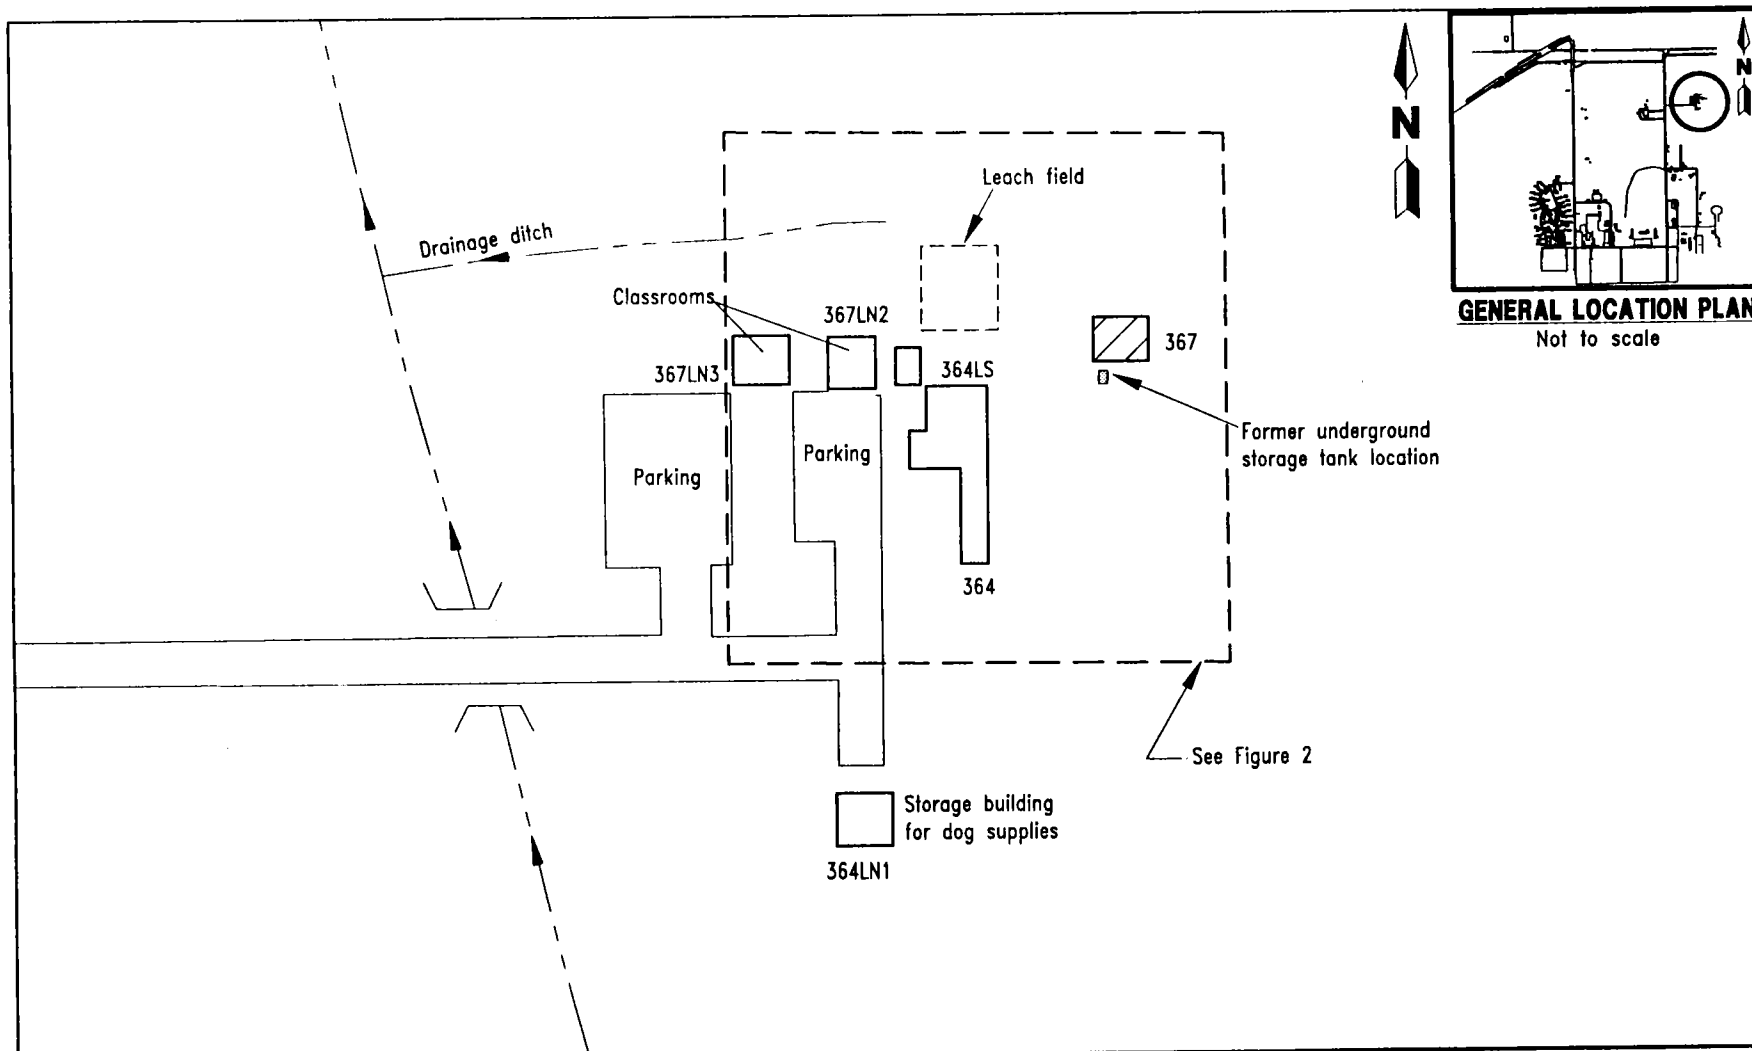 N
N
GENERAL LOCATION PLAN
Not to scale
Leach field
Drainage ditch
Classrooms
367LN2
367
367LN3
364LS
Former underground
storage tank location
Parking
Parking
364
See Figure 2
Storage building
for dog supplies
364LN1